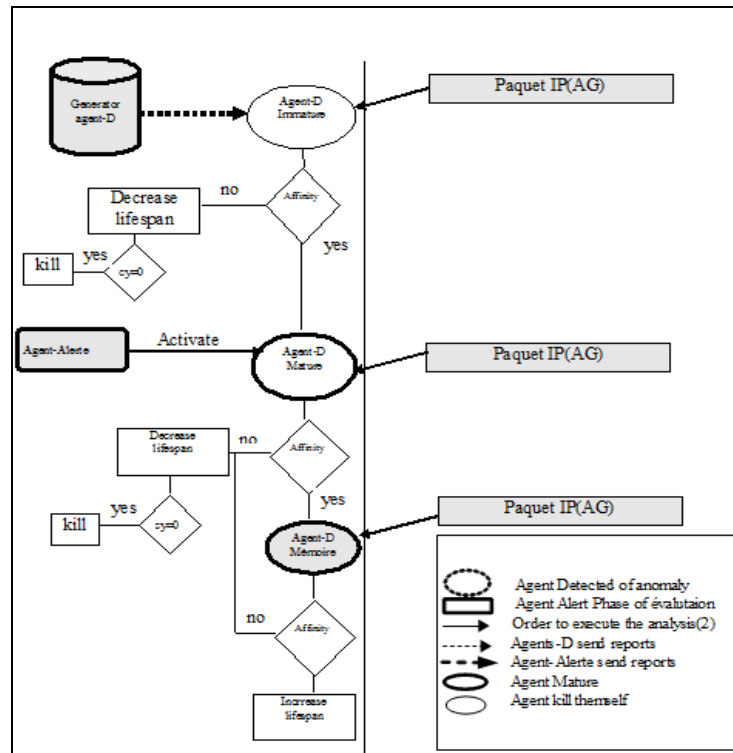 Generator
agent-D
Agent-D
Immature
Paquet IP(AG)
Affinity
no
yes
Decrease
lifespan
cy=0
yes
kill
Agent-Alerte
Activate
Agent-D
Mature
Paquet IP(AG)
Affinity
no
yes
Decrease
lifespan
cy=0
yes
kill
Paquet IP(AG)
Agent-D
Mémoire
Affinity
no
Increase
lifespan
Agent Detected of anomaly
Agent Alert Phase of évalutaion
Order to execute the analysis(2)
Agents-D send reports
Agent-Alerte send reports
Agent Mature
Agent kill themself